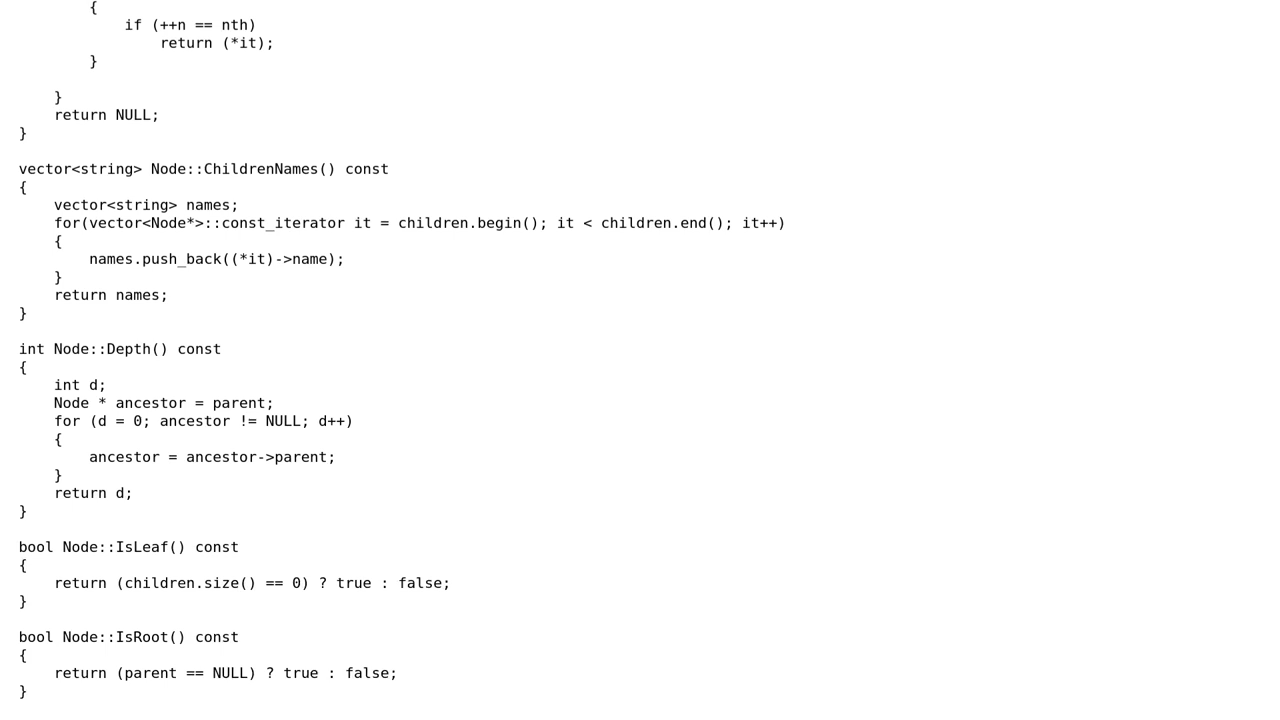 {
            if (++n == nth)
                return (*it);
        }

    }
    return NULL;
}

vector<string> Node::ChildrenNames() const
{
    vector<string> names;
    for(vector<Node*>::const_iterator it = children.begin(); it < children.end(); it++)
    {
        names.push_back((*it)->name);
    }
    return names;
}

int Node::Depth() const
{
    int d;
    Node * ancestor = parent;
    for (d = 0; ancestor != NULL; d++)
    {
        ancestor = ancestor->parent;
    }
    return d;
}

bool Node::IsLeaf() const
{
    return (children.size() == 0) ? true : false;
}

bool Node::IsRoot() const
{
    return (parent == NULL) ? true : false;
}